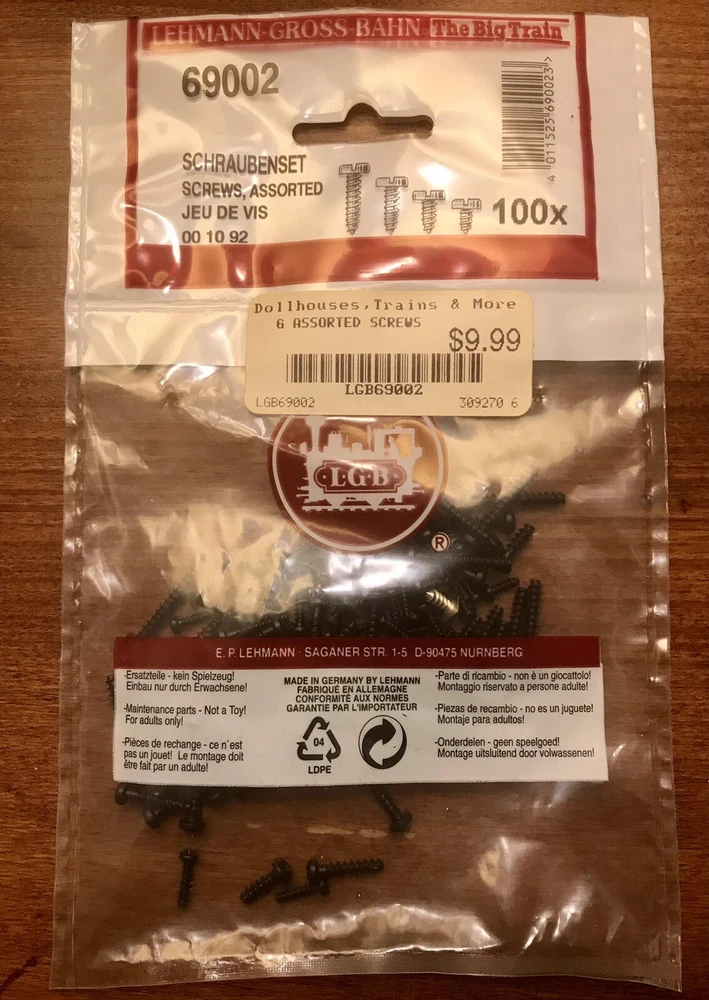 LEHMANN-GROSS-BAHN The Big Train
69002
4 011525 690023>
SCHRAUBENSET
SCREWS, ASSORTED
JEU DE VIS
00 10 92
100x
Dollhouses, Trains & More
G ASSORTED SCREWS
$9.99
LGB69002
LGB69002 309270 6
LGB
®
E. P. LEHMANN · SAGANER STR. 1-5 D-90475 NURNBERG
-Ersatzteile - kein Spielzeug!
Einbau nur durch Erwachsene!
-Maintenance parts - Not a Toy!
For adults only!
-Pièces de rechange - ce n`est
pas un jouet! Le montage doit
être fait par un adulte!
MADE IN GERMANY BY LEHMANN
FABRIQUE EN ALLEMAGNE
CONFORMITÉ AUX NORMES
GARANTIE PAR L'IMPORTATEUR
04
LDPE
-Parte di ricambio - non è un giocattolo!
Montaggio riservato a persone adulte!
-Piezas de recambio - no es un juguete!
Montaje para adultos!
-Onderdelen - geen speelgoed!
Montage uitsluitend door volwassenen!